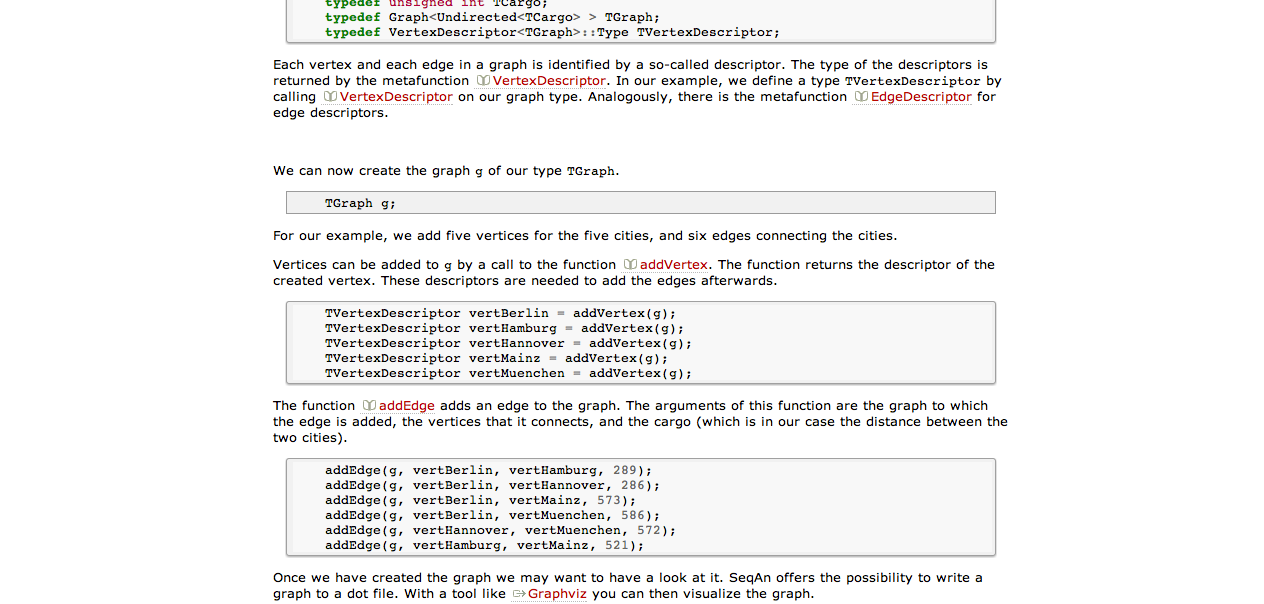 typedef unsigned int TCargo;
typedef Graph<Undirected<TCargo> > TGraph;
typedef VertexDescriptor<TGraph>::Type TVertexDescriptor;
Each vertex and each edge in a graph is identified by a so-called descriptor. The type of the descriptors is
returned by the metafunction VertexDescriptor. In our example, we define a type TVertexDescriptor by
calling VertexDescriptor on our graph type. Analogously, there is the metafunction EdgeDescriptor for
edge descriptors.
We can now create the graph g of our type TGraph.
TGraph g;
For our example, we add five vertices for the five cities, and six edges connecting the cities.
Vertices can be added to g by a call to the function addVertex. The function returns the descriptor of the
created vertex. These descriptors are needed to add the edges afterwards.
TVertexDescriptor vertBerlin = addVertex(g);
TVertexDescriptor vertHamburg = addVertex(g);
TVertexDescriptor vertHannover = addVertex(g);
TVertexDescriptor vertMainz = addVertex(g);
TVertexDescriptor vertMuenchen = addVertex(g);
The function addEdge adds an edge to the graph. The arguments of this function are the graph to which
the edge is added, the vertices that it connects, and the cargo (which is in our case the distance between the
two cities).
addEdge(g, vertBerlin, vertHamburg, 289);
addEdge(g, vertBerlin, vertHannover, 286);
addEdge(g, vertBerlin, vertMainz, 573);
addEdge(g, vertBerlin, vertMuenchen, 586);
addEdge(g, vertHannover, vertMuenchen, 572);
addEdge(g, vertHamburg, vertMainz, 521);
Once we have created the graph we may want to have a look at it. SeqAn offers the possibility to write a
graph to a dot file. With a tool like Graphviz you can then visualize the graph.